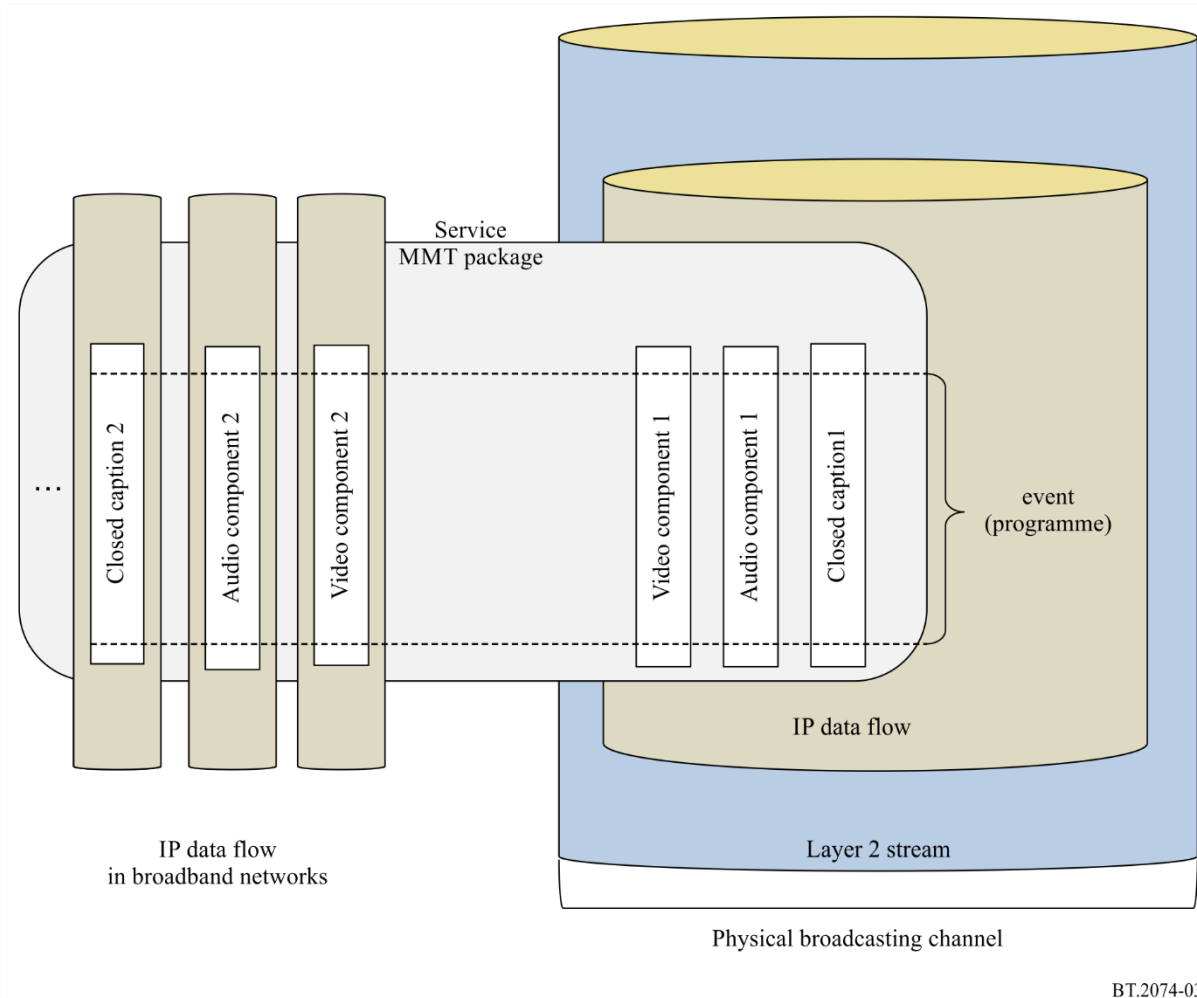 Service
MMT package
...
Closed caption 2
Audio component 2
Video component 2
Video component 1
Audio component 1
Closed caption1
event
(programme)
IP data flow
IP data flow
in broadband networks
Layer 2 stream
Physical broadcasting channel